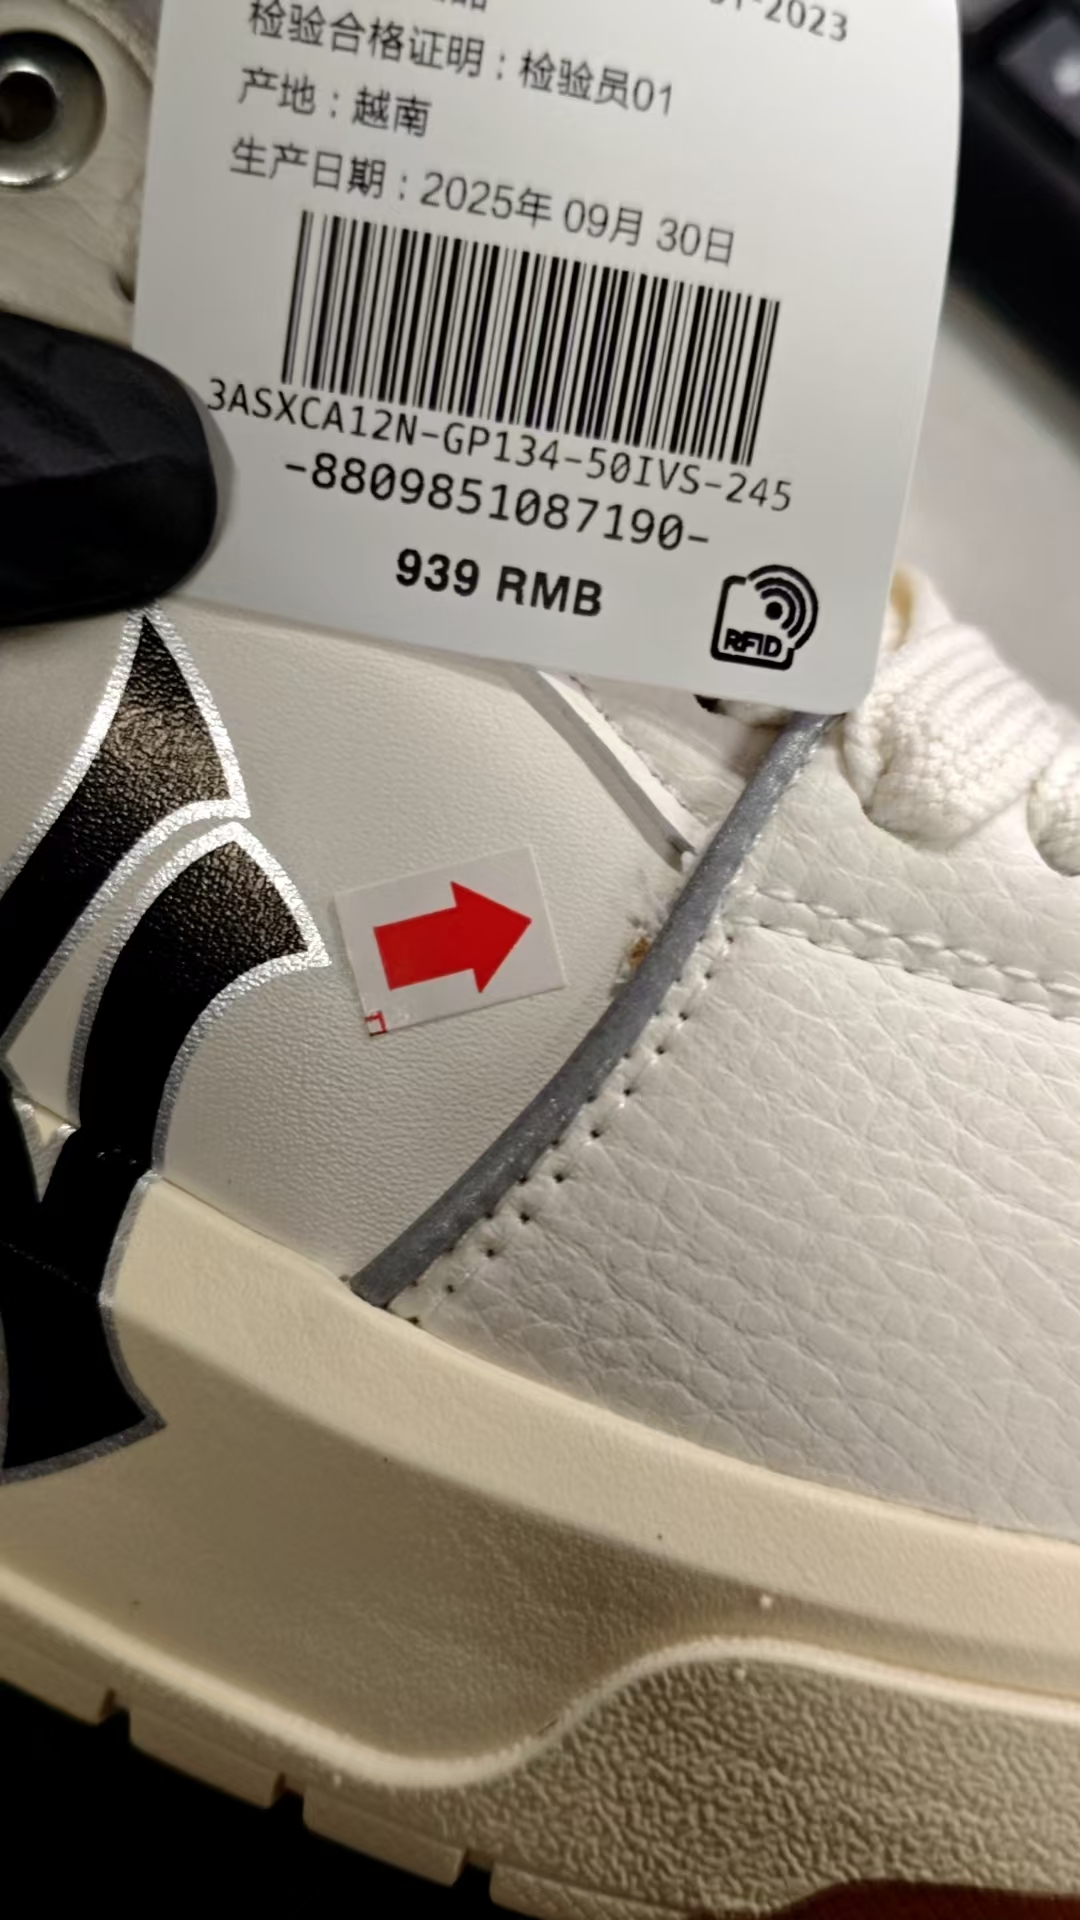 检验合格证明：检验员01
产地：越南
生产日期：2025年 09月 30日
3ASXCA12N-GP134-50IVS-245
-8809851087190-
939 RMB
RFID